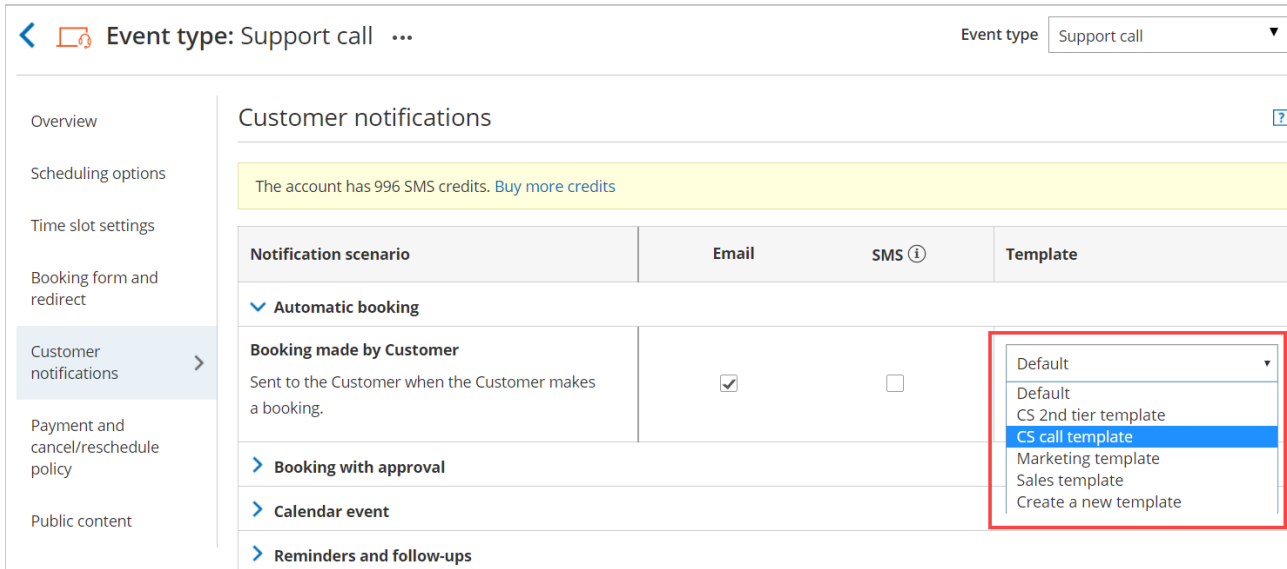 Event type: Support call ...
Event type Support call
Overview
Scheduling options
Time slot settings
Booking form and
redirect
Customer
notifications
Payment and
cancel/reschedule
policy
Public content
Customer notifications
?
The account has 996 SMS credits. Buy more credits
Notification scenario Email SMS i Template
Automatic booking
Booking made by Customer
Sent to the Customer when the Customer makes
a booking.
Default
Default
CS 2nd tier template
CS call template
Marketing template
Sales template
Create a new template
Booking with approval
Calendar event
Reminders and follow-ups